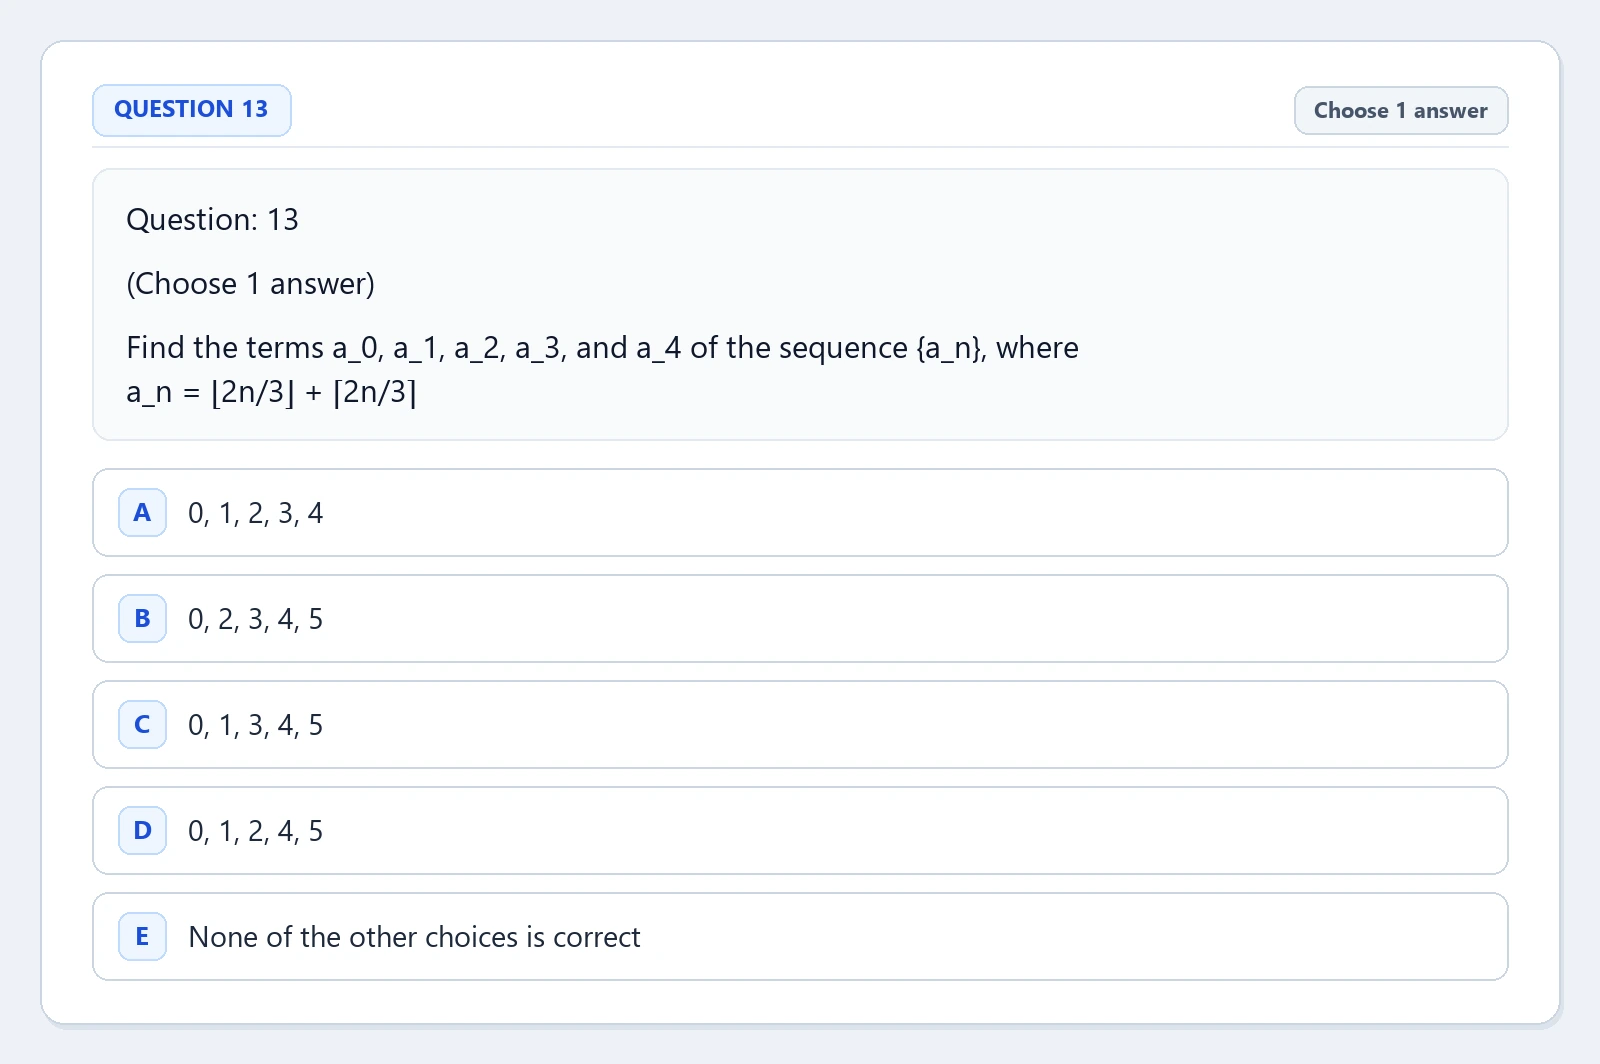 QUESTION 13
Choose 1 answer
Question: 13
(Choose 1 answer)
Find the terms a_0, a_1, a_2, a_3, and a_4 of the sequence {a_n}, where
a_n = ⌊2n/3⌋ + ⌈2n/3⌉
A 0, 1, 2, 3, 4
B 0, 2, 3, 4, 5
C 0, 1, 3, 4, 5
D 0, 1, 2, 4, 5
E None of the other choices is correct